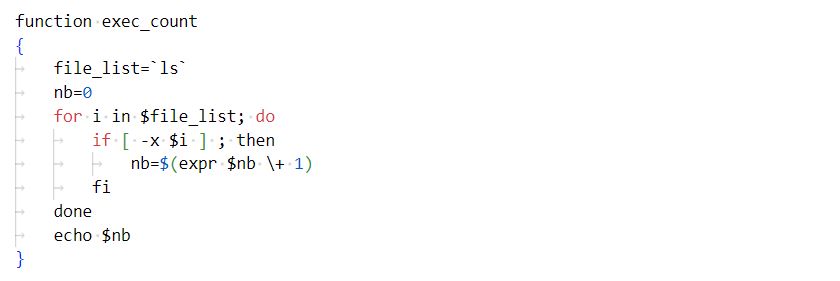 function exec_count
{
file_list=`ls`
nb=0
for i in $file_list; do
if [ -x $i ] ; then
nb=$(expr $nb \+ 1)
fi
done
echo $nb
}